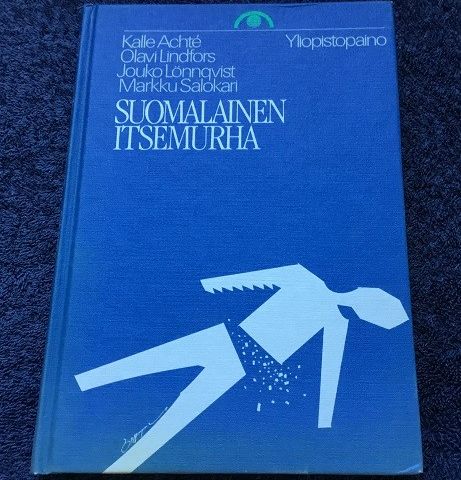 Kalle Achté
Olavi Lindfors
Jouko Lönnqvist
Markku Salokari
Yliopistopaino
SUOMALAINEN
ITSEMURHA